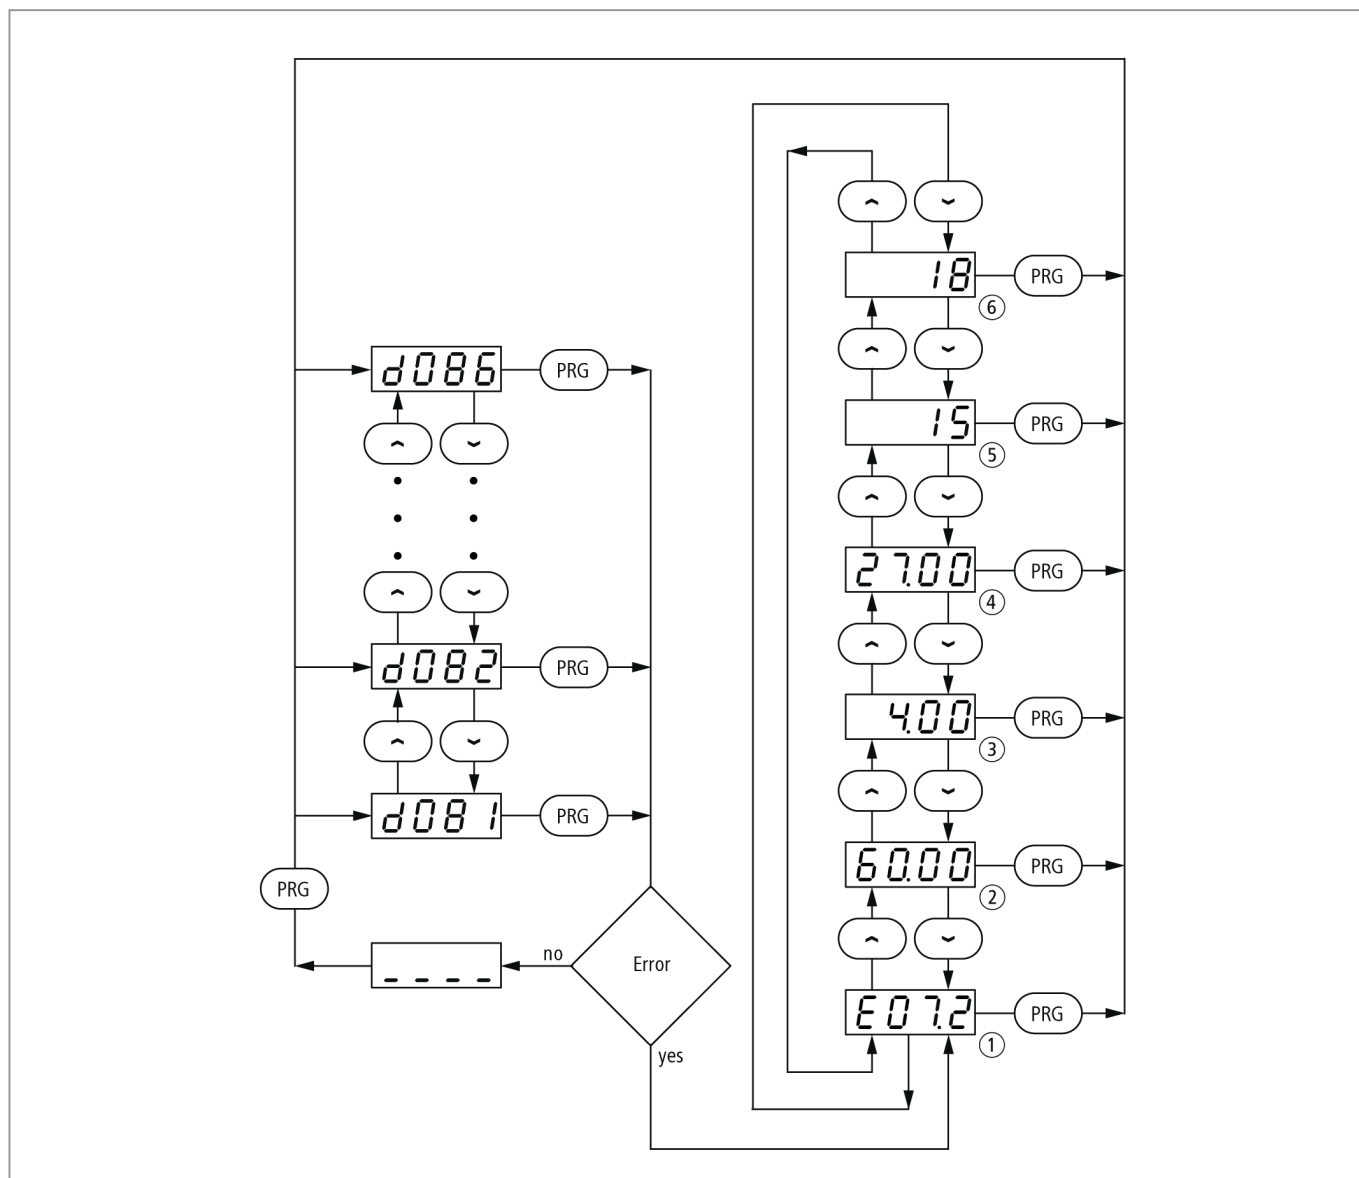 18
PRG
6
d086
PRG
15
PRG
5
27.00
PRG
4
d082
PRG
4.00
PRG
3
d081
PRG
60.00
PRG
2
PRG
_ _ _ _
no
Error
yes
E07.2
PRG
1